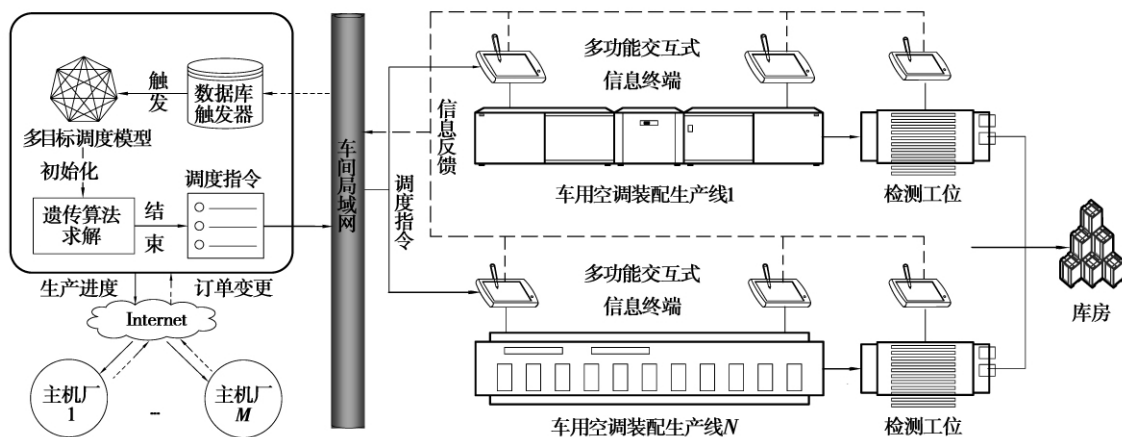 触
发
数据库
触发器
多目标调度模型
初始化
调度指令
遗传算法
求解
结
束
生产进度
订单变更
Internet
主机厂
1
...
主机厂
M
车间局域网
信息反馈
调度指令
多功能交互式
信息终端
车用空调装配生产线1
检测工位
多功能交互式
信息终端
车用空调装配生产线N
检测工位
库房